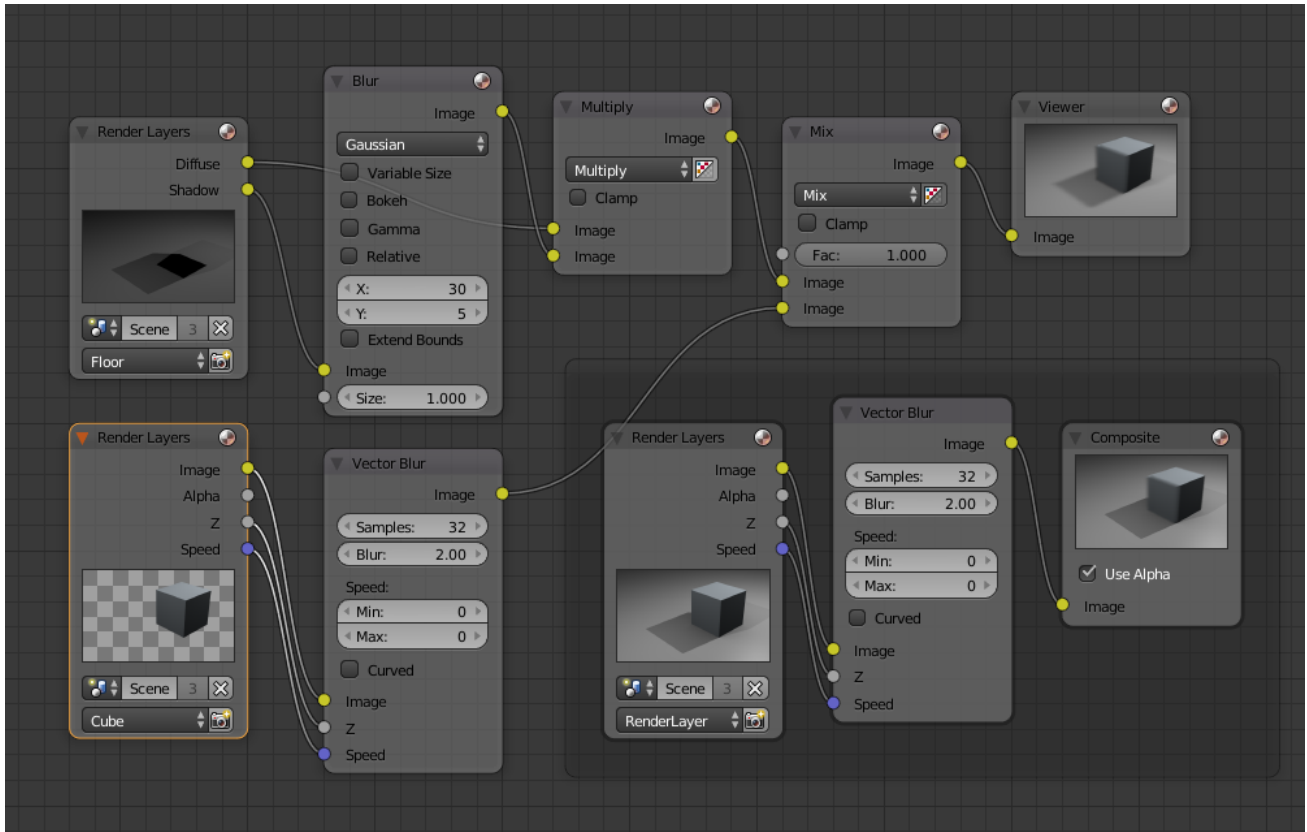 Render Layers
Diffuse
Shadow
Scene 3
Floor
Blur
Image
Gaussian
Variable Size
Bokeh
Gamma
Relative
X: 30
Y: 5
Extend Bounds
Image
Size: 1.000
Multiply
Image
Multiply
Clamp
Image
Image
Mix
Image
Mix
Clamp
Fac: 1.000
Image
Image
Viewer
Image
Render Layers
Image
Alpha
Z
Speed
Scene 3
Cube
Vector Blur
Image
Samples: 32
Blur: 2.00
Speed:
Min: 0
Max: 0
Curved
Image
Z
Speed
Render Layers
Image
Alpha
Z
Speed
Scene 3
RenderLayer
Vector Blur
Image
Samples: 32
Blur: 2.00
Speed:
Min: 0
Max: 0
Curved
Image
Z
Speed
Composite
Use Alpha
Image